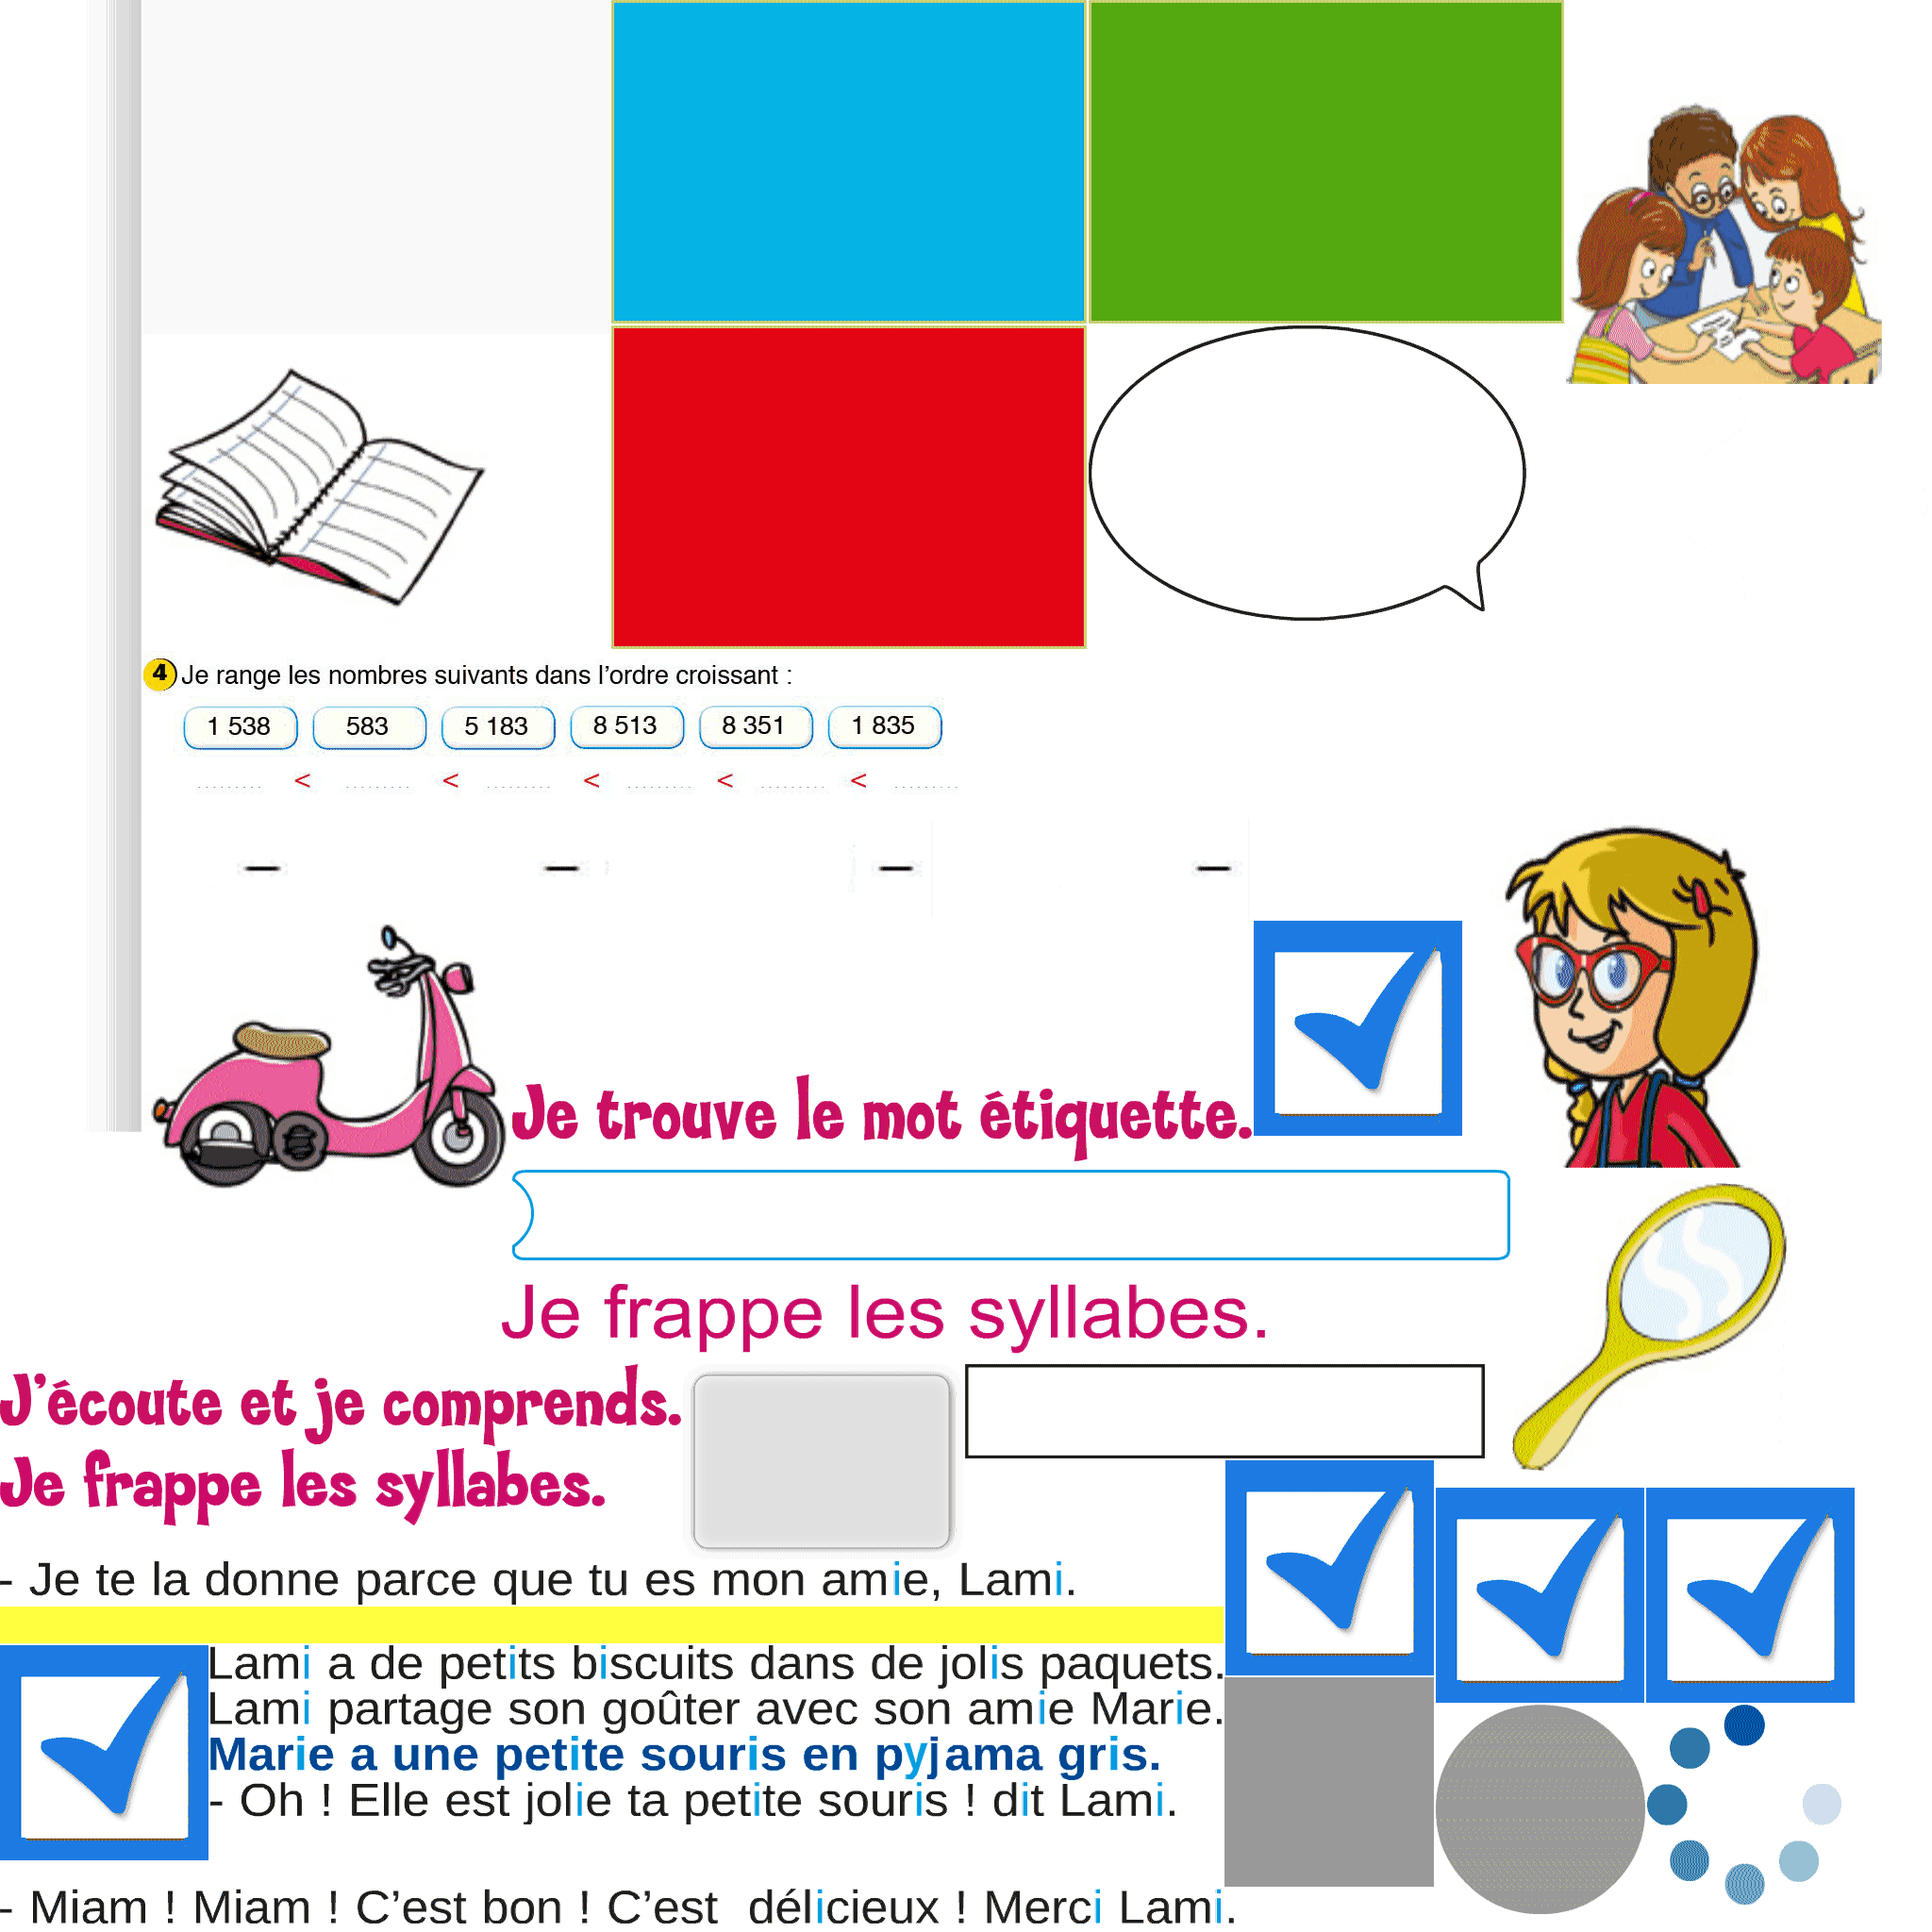 4 Je range les nombres suivants dans l’ordre croissant :
1 538 583 5 183 8 513 8 351 1 835
......... < ......... < ......... < ......... < ......... < .........
Je trouve le mot étiquette.
Je frappe les syllabes.
J’écoute et je comprends.
Je frappe les syllabes.
- Je te la donne parce que tu es mon amie, Lami.
Lami a de petits biscuits dans de jolis paquets.
Lami partage son goûter avec son amie Marie.
Marie a une petite souris en pyjama gris.
- Oh ! Elle est jolie ta petite souris ! dit Lami.
- Miam ! Miam ! C’est bon ! C’est délicieux ! Merci Lami.